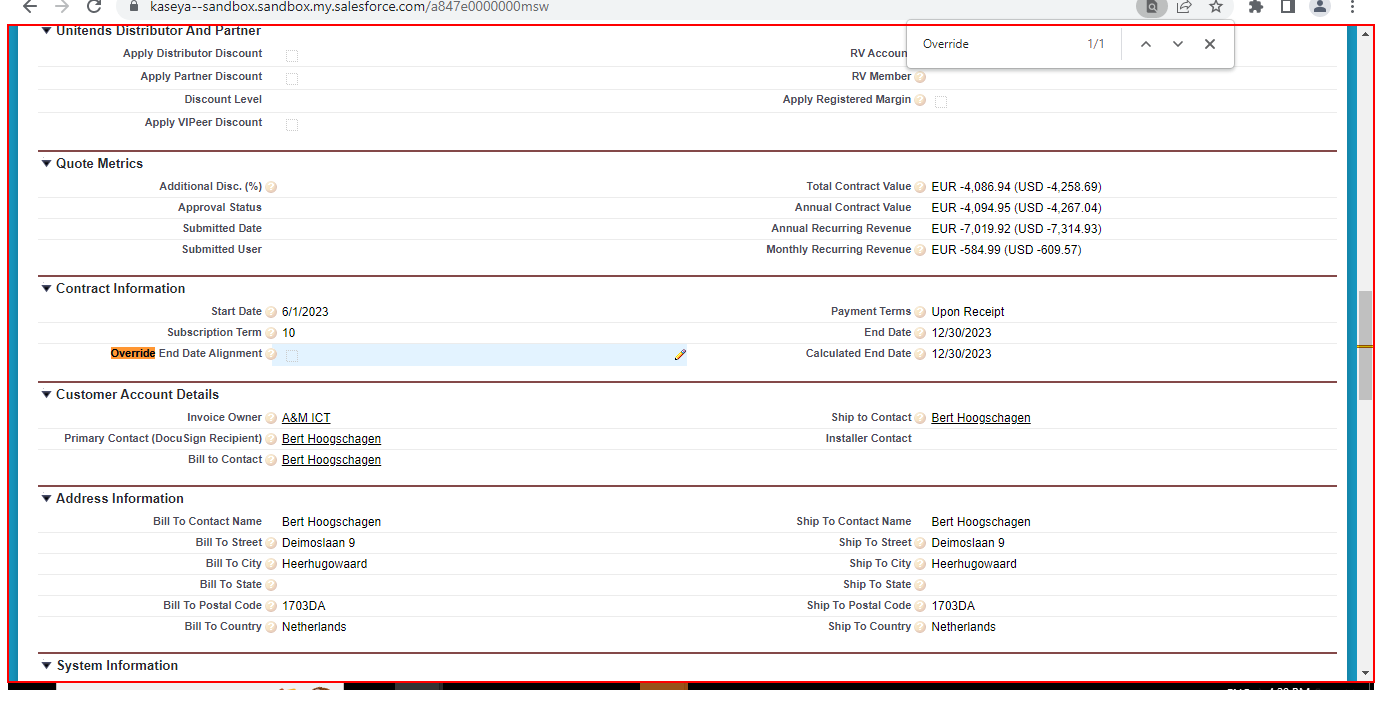 kaseya--sandbox.sandbox.my.salesforce.com/a847e0000000msw
Override 1/1
Unitends Distributor And Partner
Apply Distributor Discount RV Accoun
Apply Partner Discount RV Member
Discount Level Apply Registered Margin
Apply VIPeer Discount
Quote Metrics
Additional Disc. (%) Total Contract Value EUR -4,086.94 (USD -4,258.69)
Approval Status Annual Contract Value EUR -4,094.95 (USD -4,267.04)
Submitted Date Annual Recurring Revenue EUR -7,019.92 (USD -7,314.93)
Submitted User Monthly Recurring Revenue EUR -584.99 (USD -609.57)
Contract Information
Start Date 6/1/2023 Payment Terms Upon Receipt
Subscription Term 10 End Date 12/30/2023
Override End Date Alignment Calculated End Date 12/30/2023
Customer Account Details
Invoice Owner A&M ICT Ship to Contact Bert Hoogschagen
Primary Contact (DocuSign Recipient) Bert Hoogschagen Installer Contact
Bill to Contact Bert Hoogschagen
Address Information
Bill To Contact Name Bert Hoogschagen Ship To Contact Name Bert Hoogschagen
Bill To Street Deimoslaan 9 Ship To Street Deimoslaan 9
Bill To City Heerhugowaard Ship To City Heerhugowaard
Bill To State Ship To State
Bill To Postal Code 1703DA Ship To Postal Code 1703DA
Bill To Country Netherlands Ship To Country Netherlands
System Information